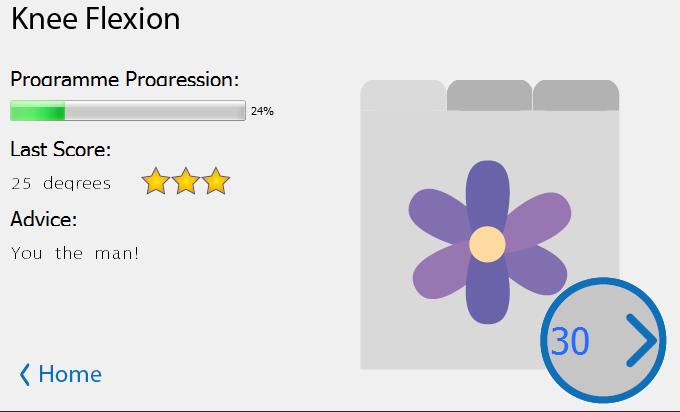 Knee Flexion
Programme Progression:
24%
Last Score:
25 degrees
Advice:
You the man!
30
Home